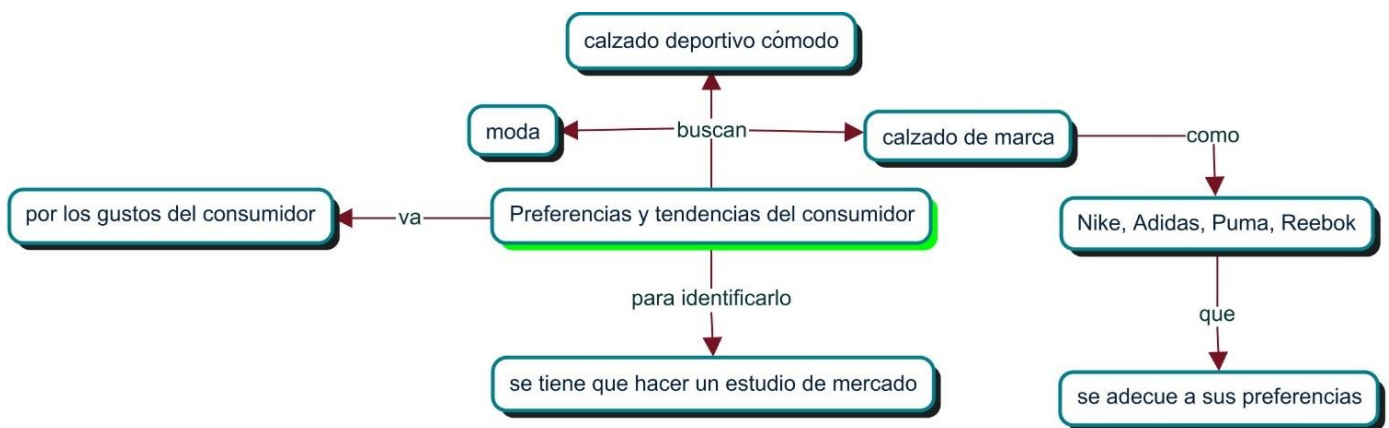 calzado deportivo cómodo
moda
buscan
calzado de marca
como
por los gustos del consumidor
va
Preferencias y tendencias del consumidor
Nike, Adidas, Puma, Reebok
para identificarlo
que
se tiene que hacer un estudio de mercado
se adecue a sus preferencias